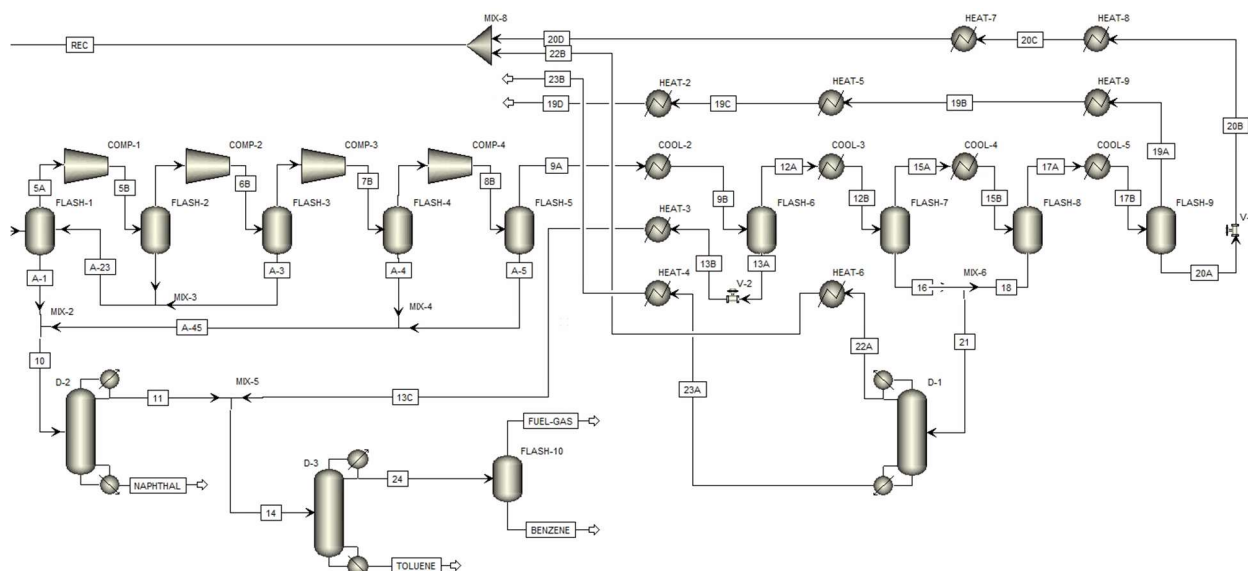 MIX-8
HEAT-7
HEAT-8
REC
20D
20C
22B
23B
HEAT-2
HEAT-5
HEAT-9
19D
19C
19B
20B
COMP-1
COMP-2
COMP-3
COMP-4
9A
COOL-2
12A
COOL-3
15A
COOL-4
17A
COOL-5
19A
5A
5B
6B
7B
8B
9B
12B
15B
17B
FLASH-1
FLASH-2
FLASH-3
FLASH-4
FLASH-5
FLASH-6
FLASH-7
FLASH-8
FLASH-9
HEAT-3
A-1
A-23
A-3
A-4
A-5
13B
13A
V-2
HEAT-4
HEAT-6
16
MIX-6
18
20A
MIX-2
MIX-3
MIX-4
A-45
10
22A
21
D-2
11
MIX-5
13C
23A
D-1
FUEL-GAS
FLASH-10
D-3
24
NAPHTHAL
14
BENZENE
TOLUENE